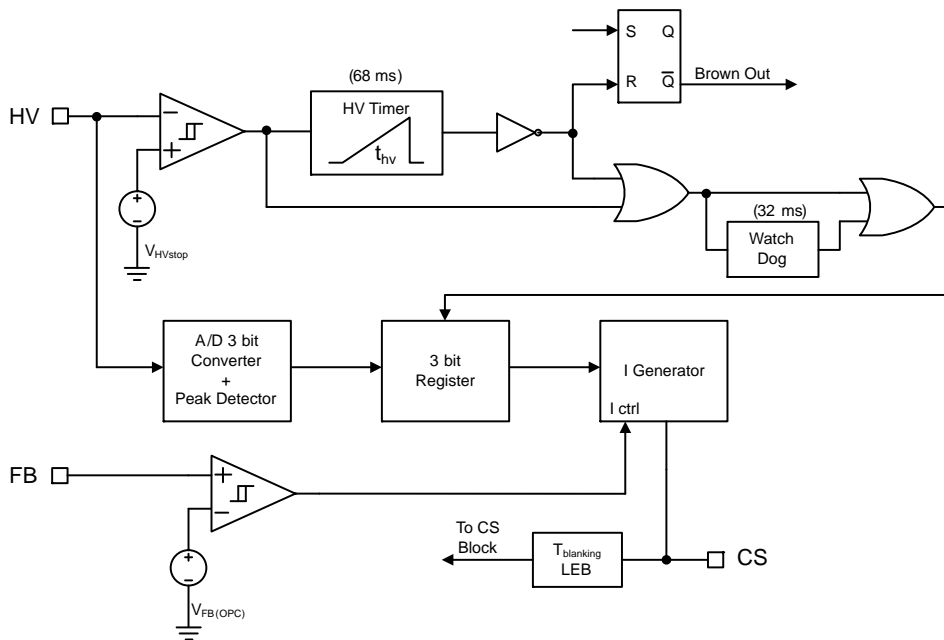 S Q
R Q̅
Brown Out
(68 ms)
HV Timer
t_hv
HV
−
+
+
−
V_HVstop
(32 ms)
Watch
Dog
A/D 3 bit
Converter
+
Peak Detector
3 bit
Register
I Generator
I ctrl
FB
+
−
+
−
V_FB(OPC)
To CS
Block
T_blanking
LEB
CS